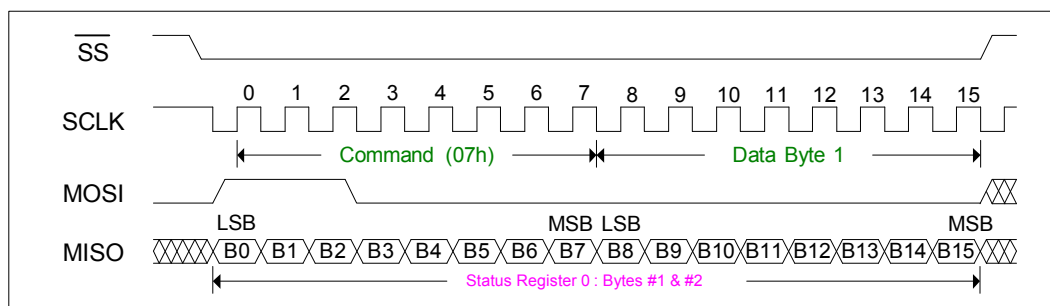 SS
0 1 2 3 4 5 6 7 8 9 10 11 12 13 14 15
SCLK
Command (07h) Data Byte 1
MOSI
LSB MSB LSB MSB
MISO B0 B1 B2 B3 B4 B5 B6 B7 B8 B9 B10 B11 B12 B13 B14 B15
Status Register 0 : Bytes #1 & #2